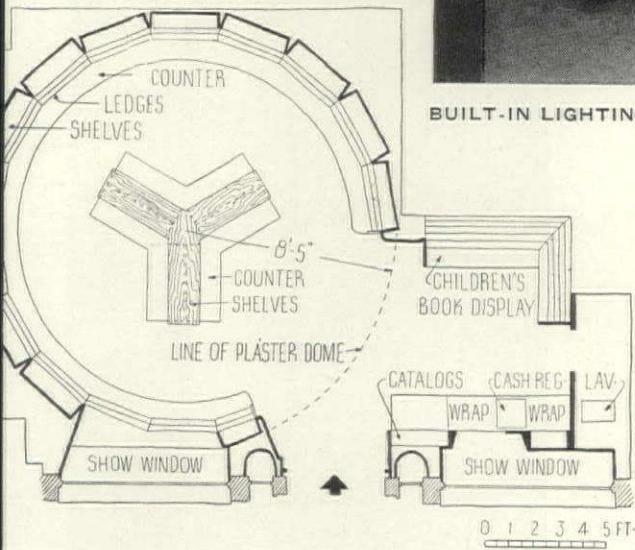 BUILT-IN LIGHTIN
COUNTER
LEDGES
SHELVES
8'-5"
COUNTER
SHELVES
CHILDREN'S
BOOK DISPLAY
LINE OF PLASTER DOME
CATALOGS
CASH REG.
LAV.
WRAP
WRAP
SHOW WINDOW
SHOW WINDOW
0 1 2 3 4 5 FT.